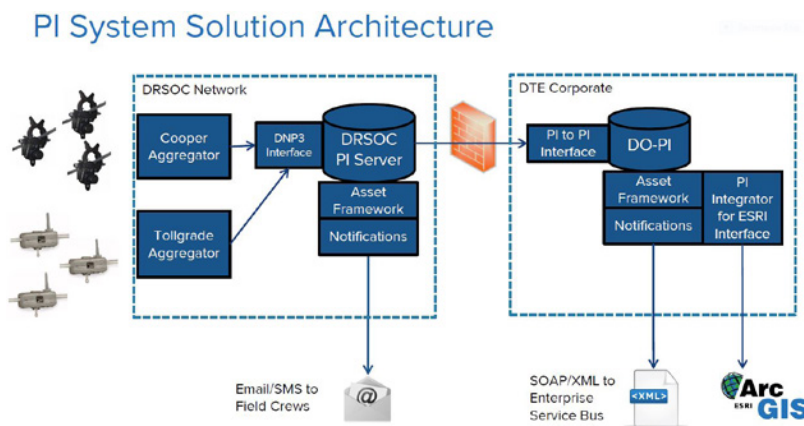 PI System Solution Architecture
DRSOC Network
DTE Corporate
Cooper
Aggregator
DNP3
Interface
DRSOC
PI Server
PI to PI
Interface
DO-PI
Tollgrade
Aggregator
Asset
Framework
Notifications
Asset
Framework
Notifications
PI
Integrator
for ESRI
Interface
Email/SMS to
Field Crews
@
SOAP/XML to
Enterprise
Service Bus
<XML>
Arc
ESRI GIS